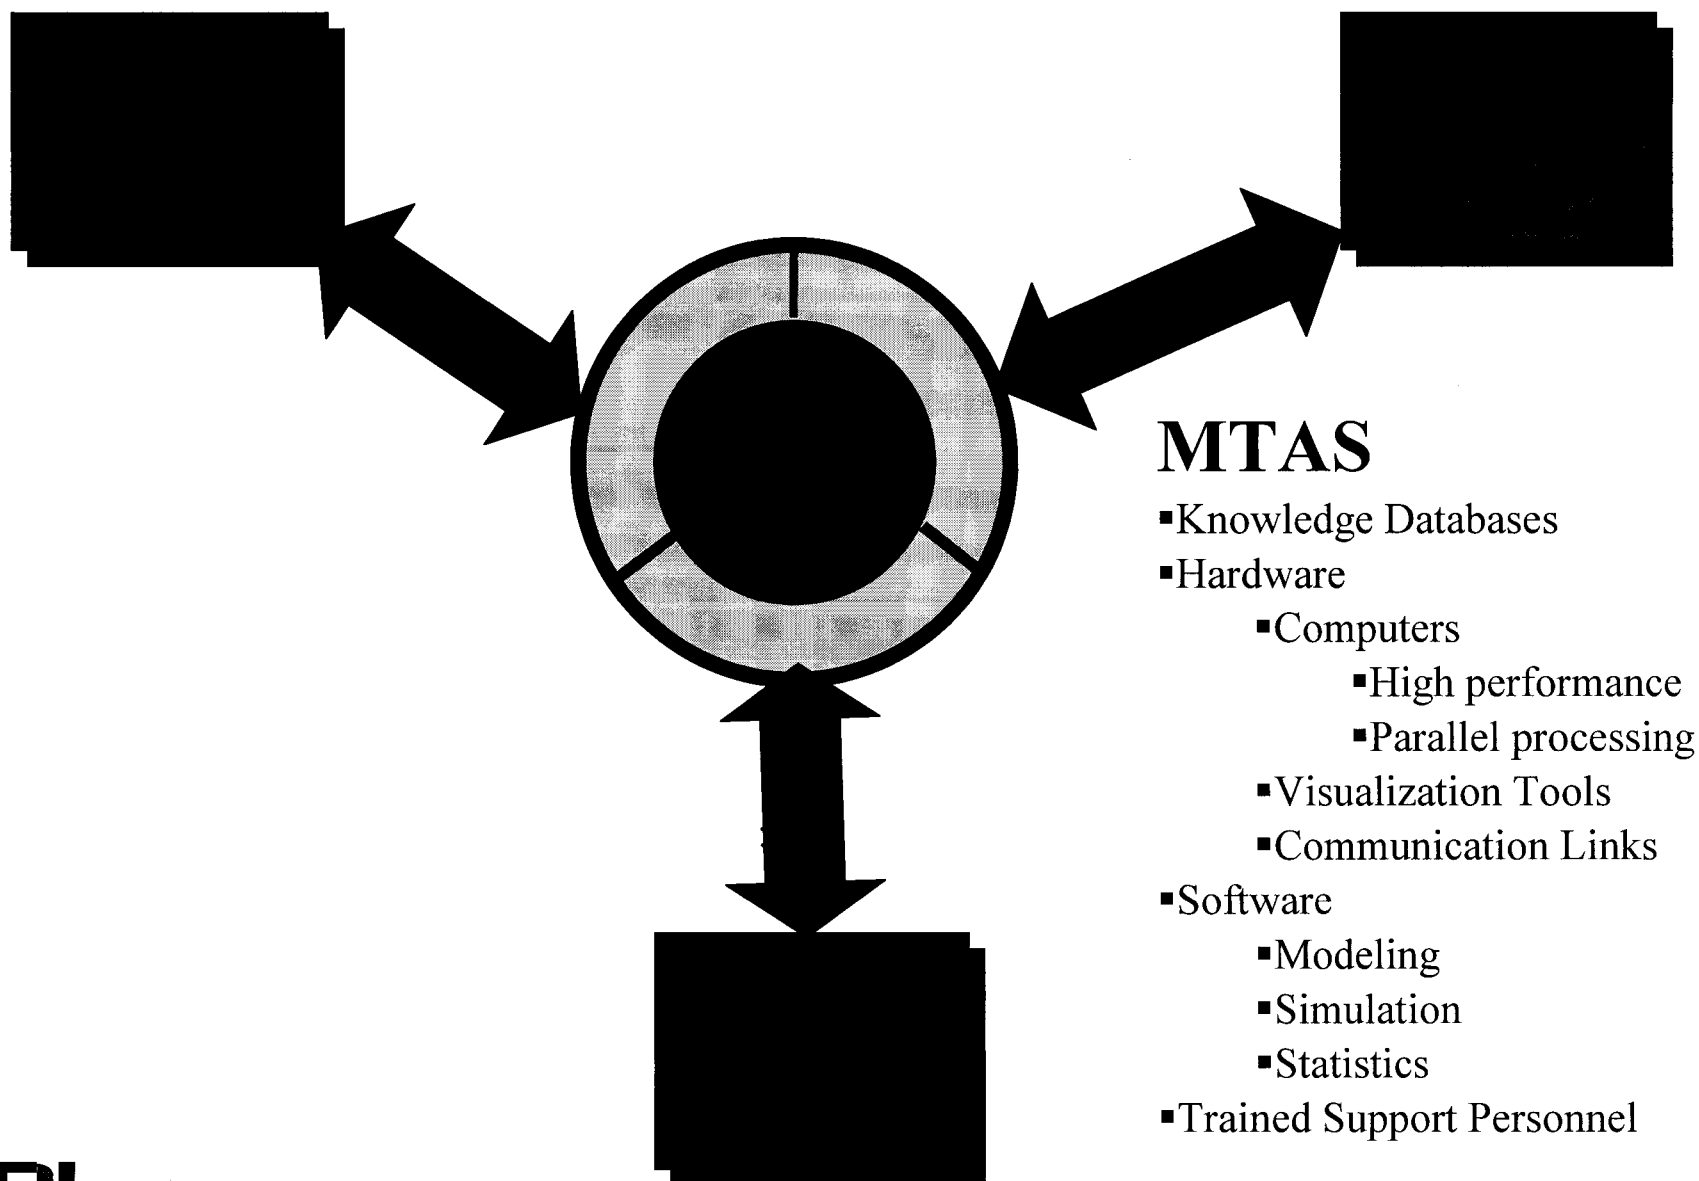 MTAS
▪Knowledge Databases
▪Hardware
▪Computers
▪High performance
▪Parallel processing
▪Visualization Tools
▪Communication Links
▪Software
▪Modeling
▪Simulation
▪Statistics
▪Trained Support Personnel